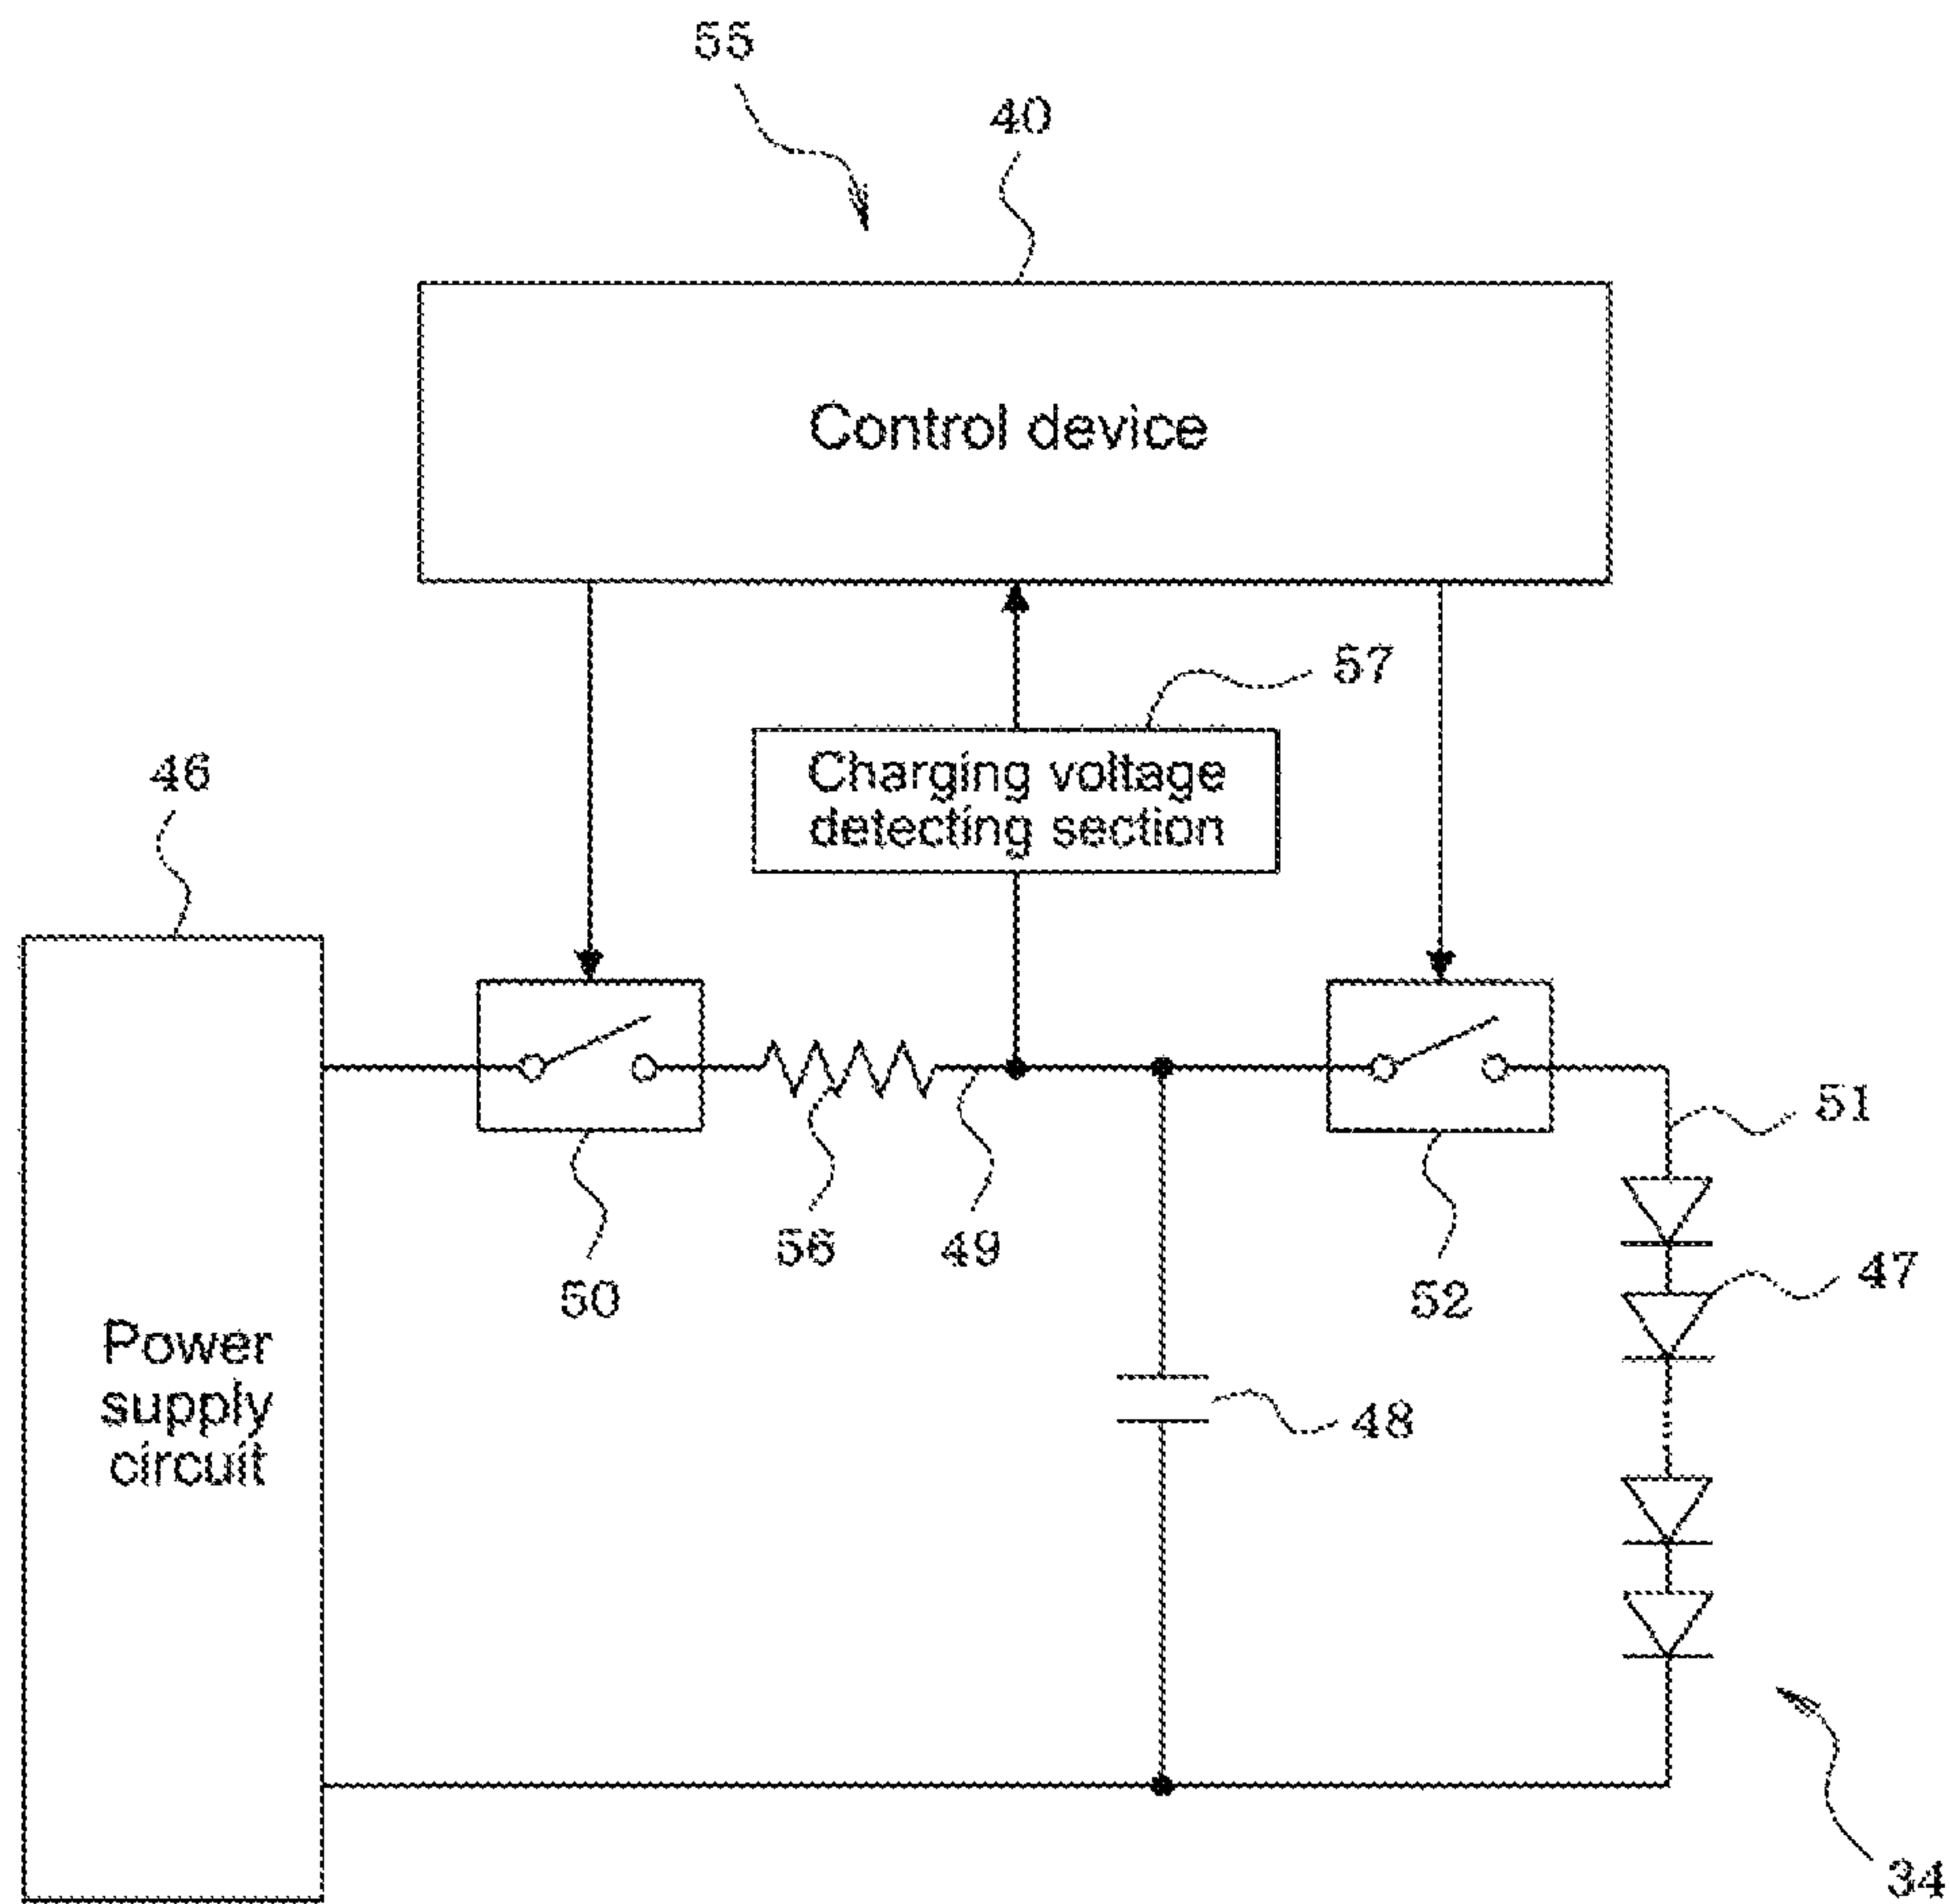 55
40
Control device
57
Charging voltage
detecting section
46
51
56
49
50
52
47
Power
supply
circuit
48
34